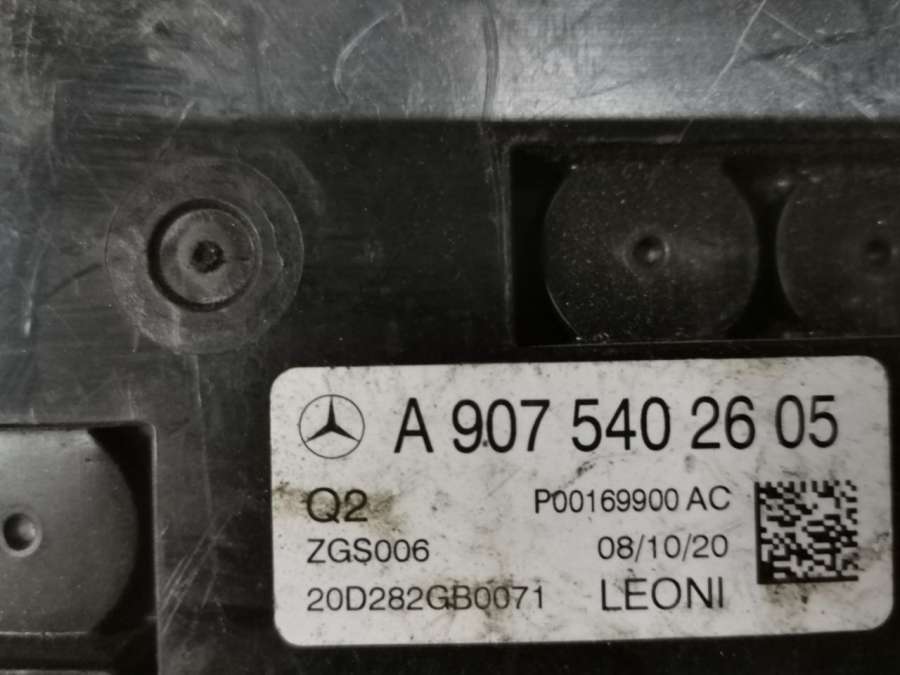 A 907 540 26 05
Q2 P00169900 AC
ZGS006 08/10/20
20D282GB0071 LEONI